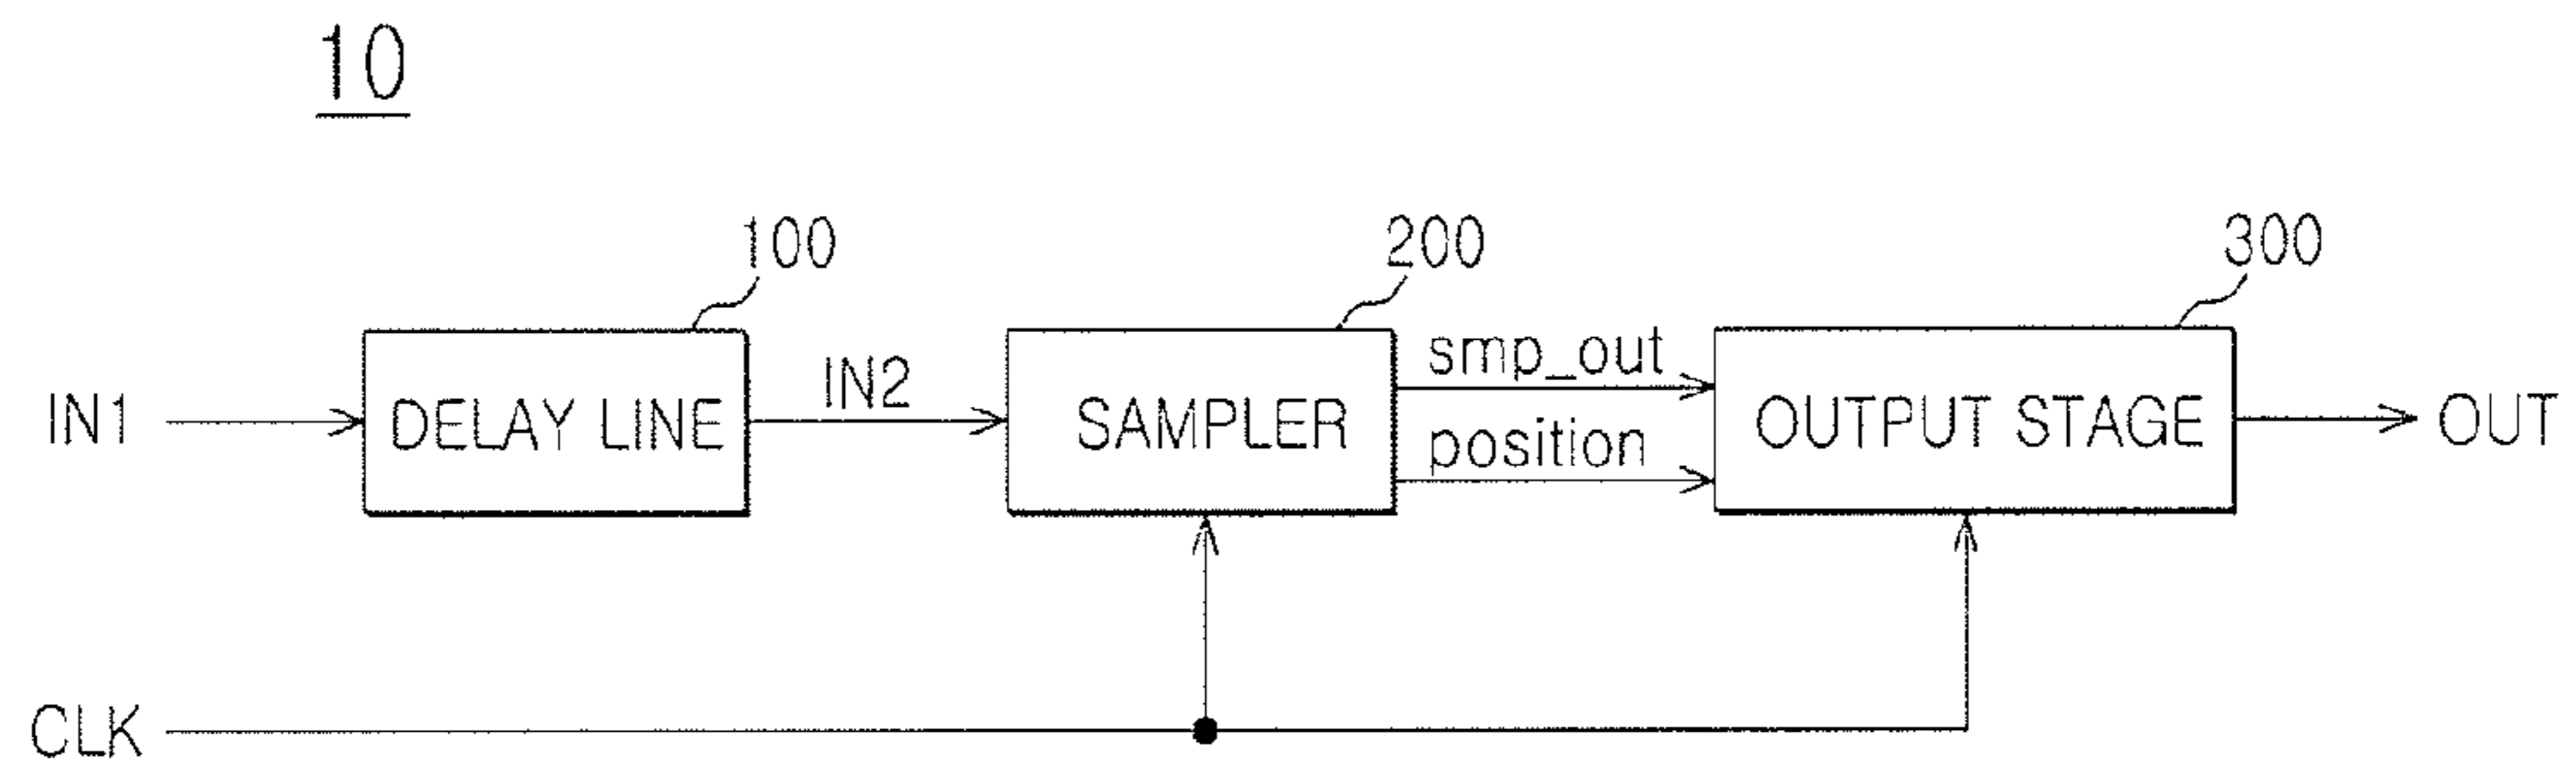 10
100
200
300
IN1
DELAY LINE
IN2
SAMPLER
smp_out
position
OUTPUT STAGE
OUT
CLK